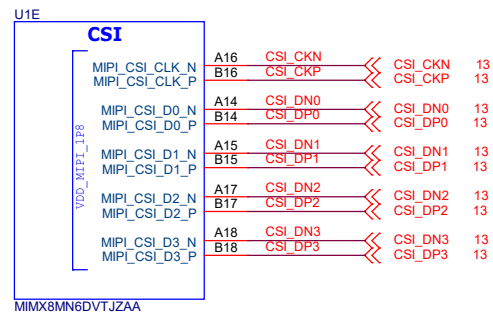 U1E
CSI
MIPI_CSI_CLK_N A16 CSI_CKN CSI_CKN 13
MIPI_CSI_CLK_P B16 CSI_CKP CSI_CKP 13
MIPI_CSI_D0_N A14 CSI_DN0 CSI_DN0 13
MIPI_CSI_D0_P B14 CSI_DP0 CSI_DP0 13
MIPI_CSI_D1_N A15 CSI_DN1 CSI_DN1 13
MIPI_CSI_D1_P B15 CSI_DP1 CSI_DP1 13
VDD_MIPI_1P8
MIPI_CSI_D2_N A17 CSI_DN2 CSI_DN2 13
MIPI_CSI_D2_P B17 CSI_DP2 CSI_DP2 13
MIPI_CSI_D3_N A18 CSI_DN3 CSI_DN3 13
MIPI_CSI_D3_P B18 CSI_DP3 CSI_DP3 13
MIMX8MN6DVTJZAA